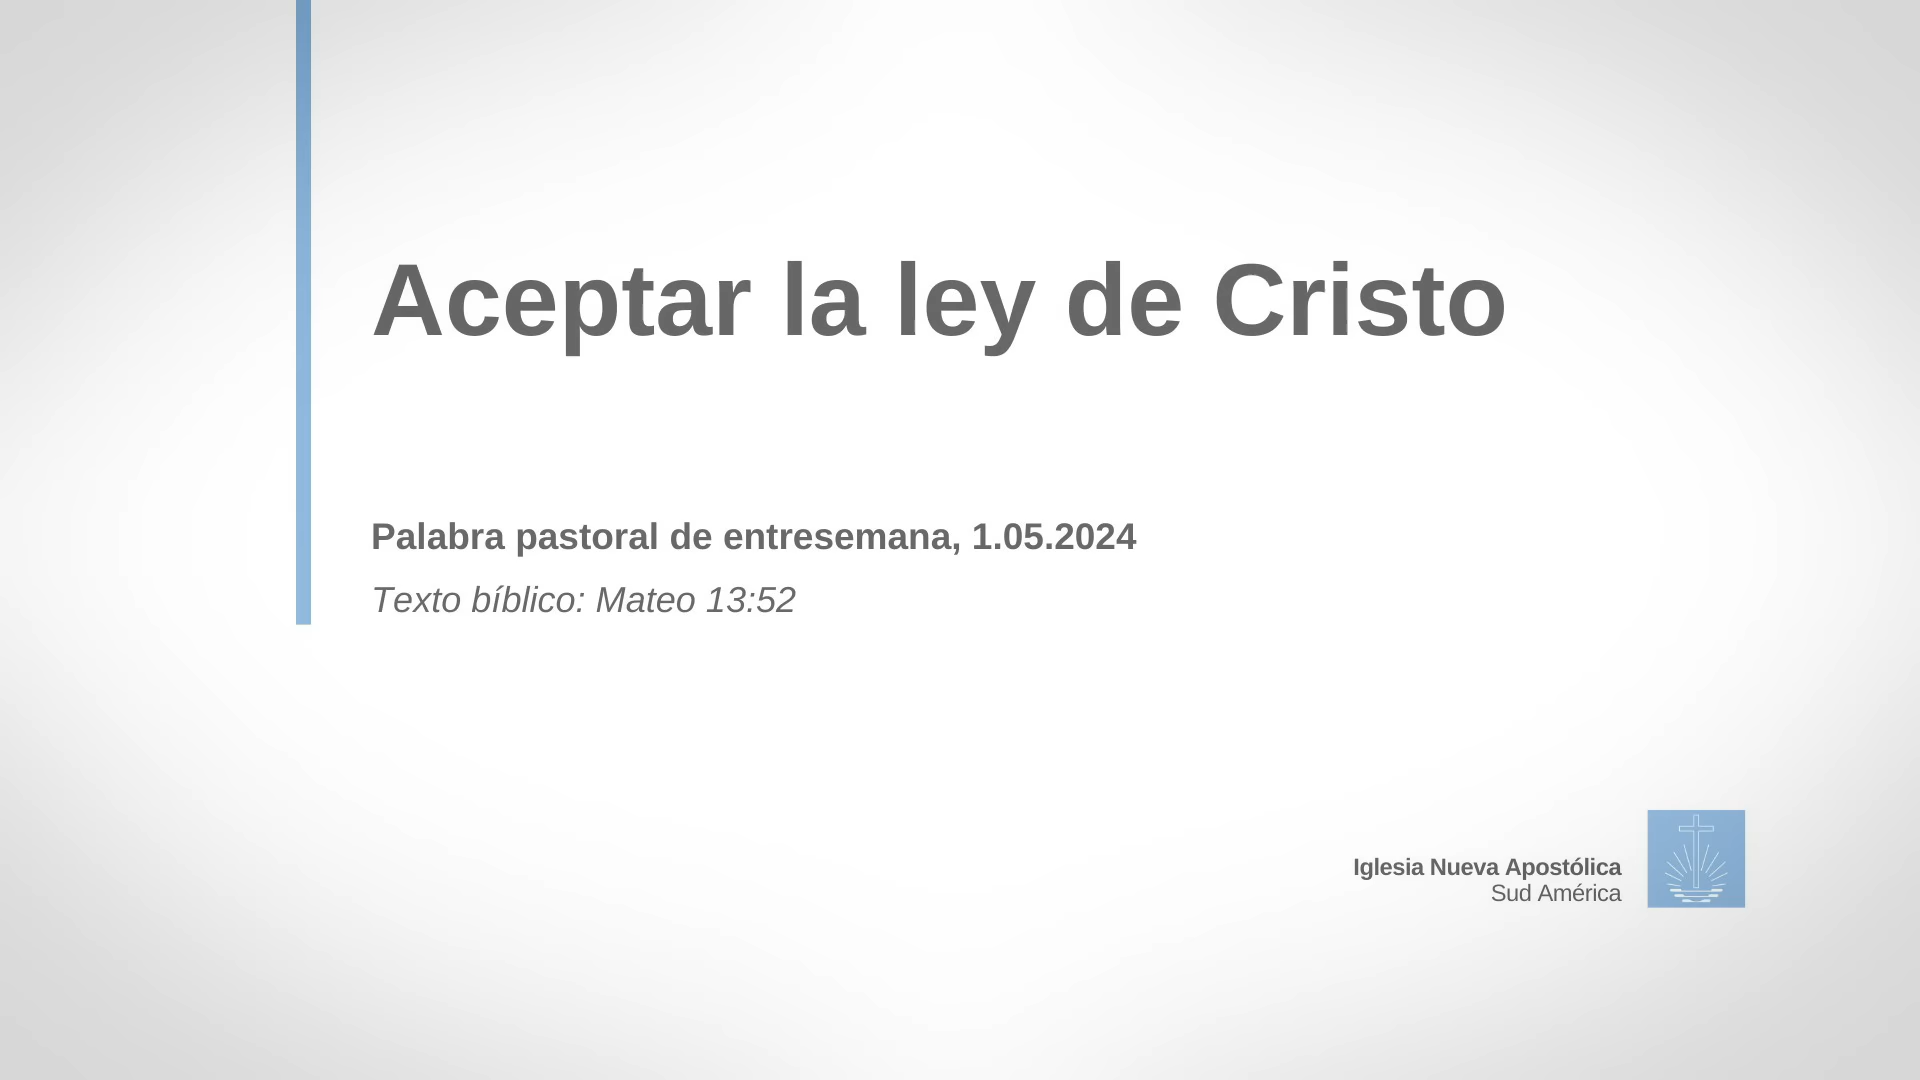 Aceptar la ley de Cristo
Palabra pastoral de entresemana, 1.05.2024
Texto bíblico: Mateo 13:52
Iglesia Nueva Apostólica
Sud América